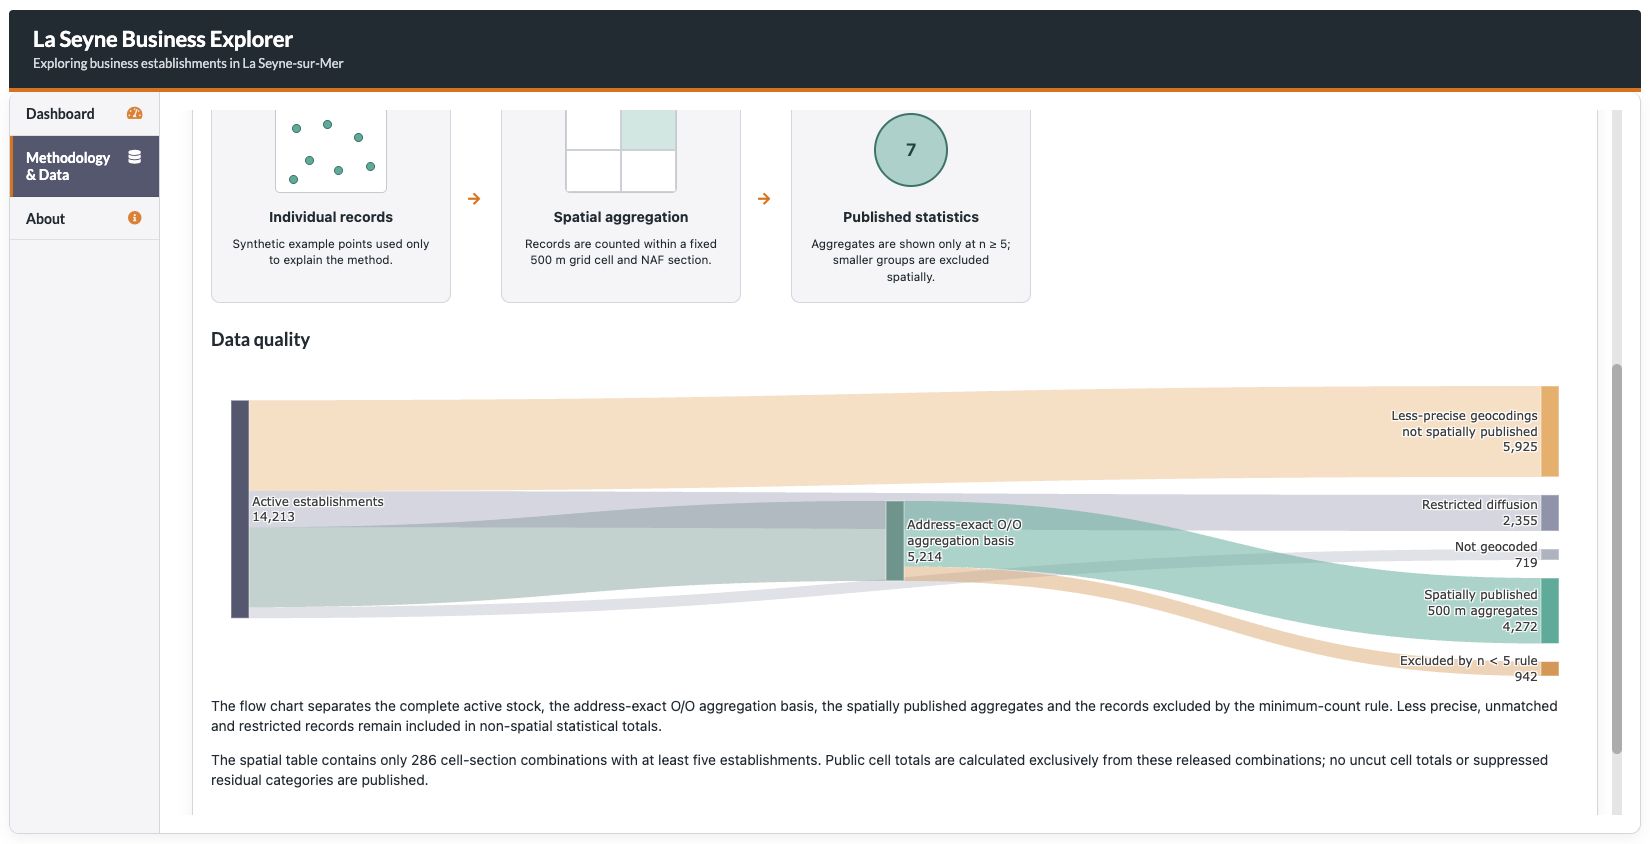 La Seyne Business Explorer
Exploring business establishments in La Seyne-sur-Mer
Dashboard
Methodology
& Data
About
7
Individual records
Synthetic example points used only
to explain the method.
Spatial aggregation
Records are counted within a fixed
500 m grid cell and NAF section.
Published statistics
Aggregates are shown only at n ≥ 5;
smaller groups are excluded
spatially.
Data quality
Active establishments
14,213
Address-exact O/O
aggregation basis
5,214
Less-precise geocodings
not spatially published
5,925
Restricted diffusion
2,355
Not geocoded
719
Spatially published
500 m aggregates
4,272
Excluded by n < 5 rule
942
The flow chart separates the complete active stock, the address-exact O/O aggregation basis, the spatially published aggregates and the records excluded by the minimum-count rule. Less precise, unmatched
and restricted records remain included in non-spatial statistical totals.
The spatial table contains only 286 cell-section combinations with at least five establishments. Public cell totals are calculated exclusively from these released combinations; no uncut cell totals or suppressed
residual categories are published.